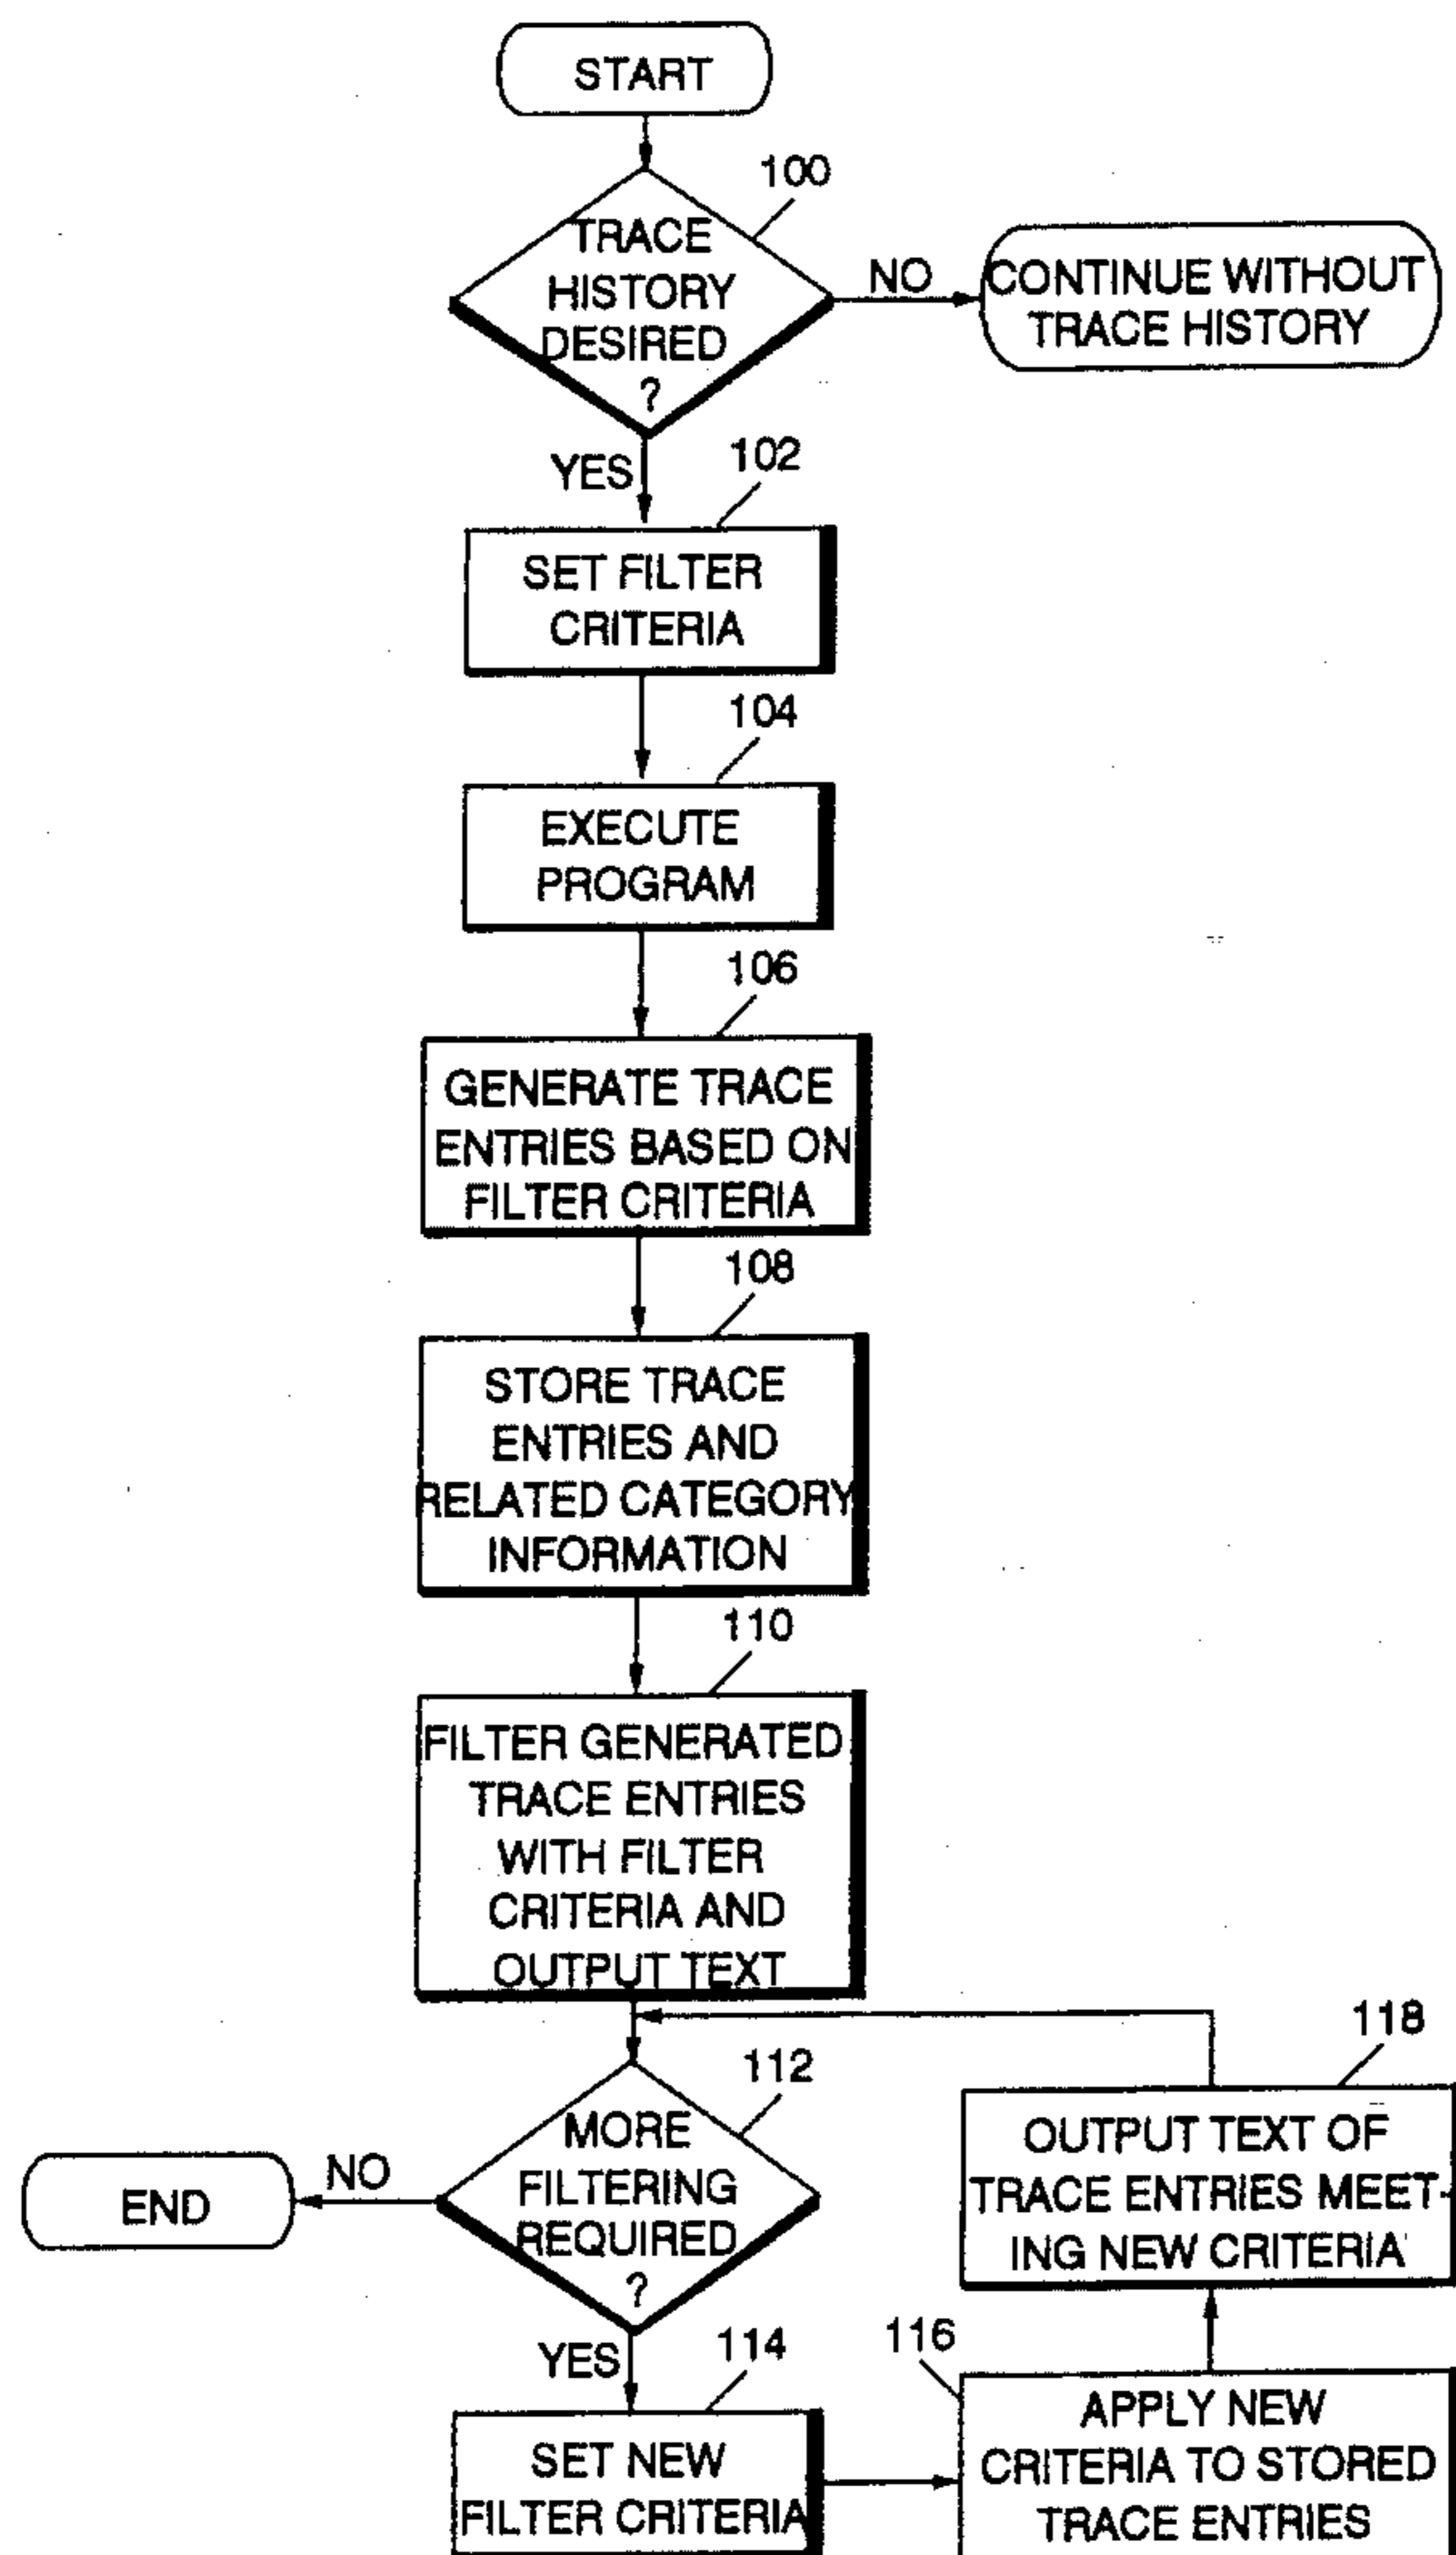 START
100
TRACE
HISTORY
DESIRED
?
NO
CONTINUE WITHOUT
TRACE HISTORY
YES
102
SET FILTER
CRITERIA
104
EXECUTE
PROGRAM
106
GENERATE TRACE
ENTRIES BASED ON
FILTER CRITERIA
108
STORE TRACE
ENTRIES AND
RELATED CATEGORY
INFORMATION
110
FILTER GENERATED
TRACE ENTRIES
WITH FILTER
CRITERIA AND
OUTPUT TEXT
112
MORE
FILTERING
REQUIRED
?
NO
END
YES
114
SET NEW
FILTER CRITERIA
116
APPLY NEW
CRITERIA TO STORED
TRACE ENTRIES
118
OUTPUT TEXT OF
TRACE ENTRIES MEET-
ING NEW CRITERIA